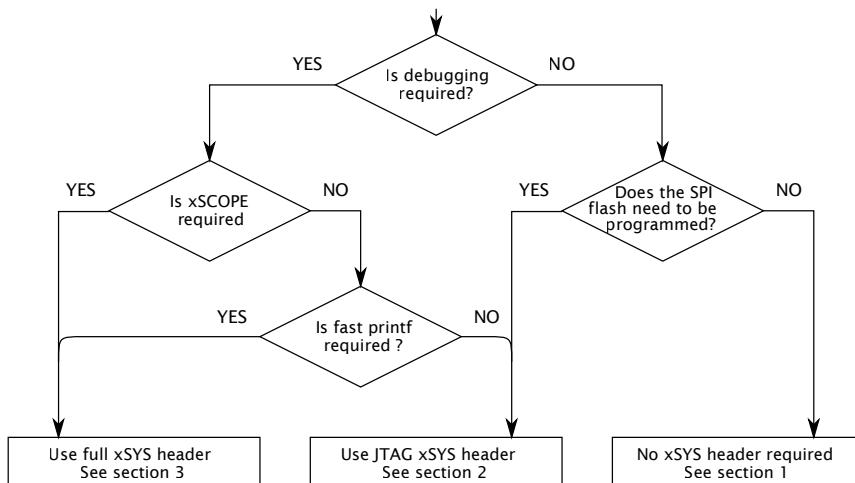 YES
Is debugging
required?
NO
YES
Is xSCOPE
required
NO
YES
Does the SPI
flash need to be
programmed?
NO
YES
Is fast printf
required ?
NO
Use full xSYS header
See section 3
Use JTAG xSYS header
See section 2
No xSYS header required
See section 1